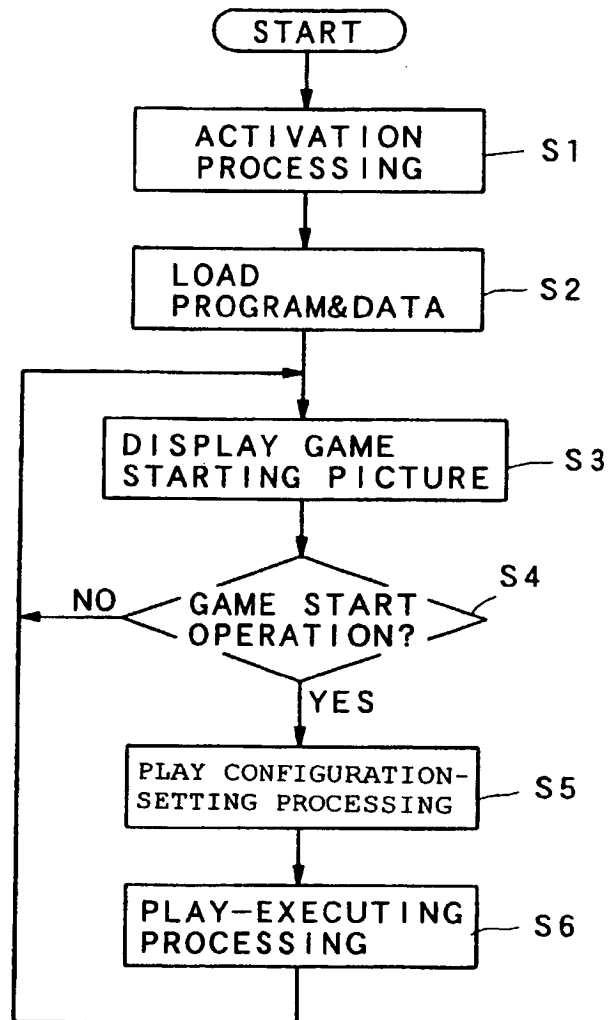 START
ACTIVATION
PROCESSING
S1
LOAD
PROGRAM&DATA
S2
DISPLAY GAME
STARTING PICTURE
S3
GAME START
OPERATION?
S4
NO
YES
PLAY CONFIGURATION-
SETTING PROCESSING
S5
PLAY-EXECUTING
PROCESSING
S6